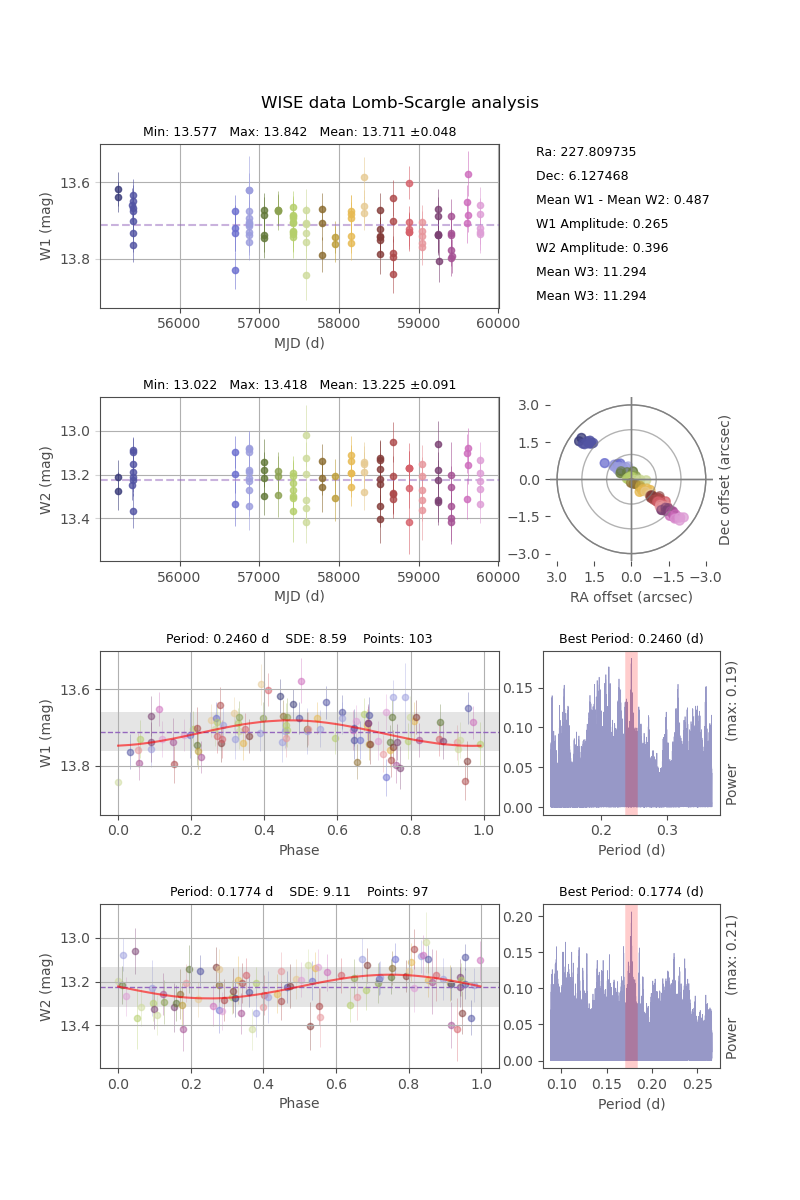 WISE data Lomb-Scargle analysis
Min: 13.577   Max: 13.842   Mean: 13.711 ±0.048
13.6
13.8
W1 (mag)
56000 57000 58000 59000 60000
MJD (d)
Ra: 227.809735
Dec: 6.127468
Mean W1 - Mean W2: 0.487
W1 Amplitude: 0.265
W2 Amplitude: 0.396
Mean W3: 11.294
Mean W3: 11.294
Min: 13.022   Max: 13.418   Mean: 13.225 ±0.091
13.0
13.2
13.4
W2 (mag)
56000 57000 58000 59000 60000
MJD (d)
3.0
1.5
0.0
−1.5
−3.0
3.0 1.5 0.0 −1.5 −3.0
RA offset (arcsec)
Dec offset (arcsec)
Period: 0.2460 d    SDE: 8.59    Points: 103
13.6
13.8
W1 (mag)
0.0 0.2 0.4 0.6 0.8 1.0
Phase
Best Period: 0.2460 (d)
0.15
0.10
0.05
0.00
0.2 0.3
Period (d)
Power    (max: 0.19)
Period: 0.1774 d    SDE: 9.11    Points: 97
13.0
13.2
13.4
W2 (mag)
0.0 0.2 0.4 0.6 0.8 1.0
Phase
Best Period: 0.1774 (d)
0.20
0.15
0.10
0.05
0.00
0.10 0.15 0.20 0.25
Period (d)
Power    (max: 0.21)